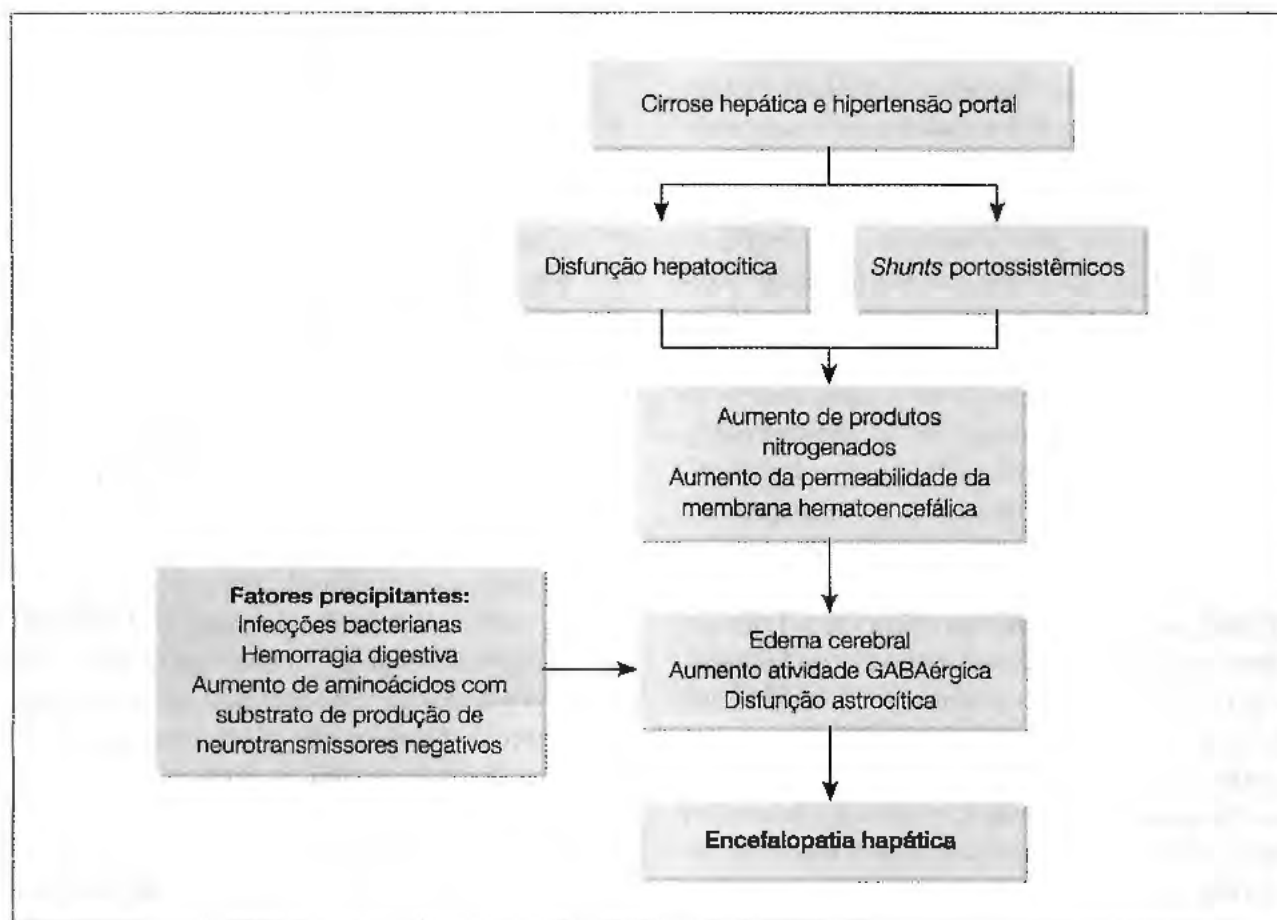 Cirrose hepática e hipertensão portal
Disfunção hepatocítica
Shunts portossistêmicos
Aumento de produtos
nitrogenados
Aumento da permeabilidade da
membrana hematoencefálica
Fatores precipitantes:
Infecções bacterianas
Hemorragia digestiva
Aumento de aminoácidos com
substrato de produção de
neurotransmissores negativos
Edema cerebral
Aumento atividade GABAérgica
Disfunção astrocítica
Encefalopatia hapática